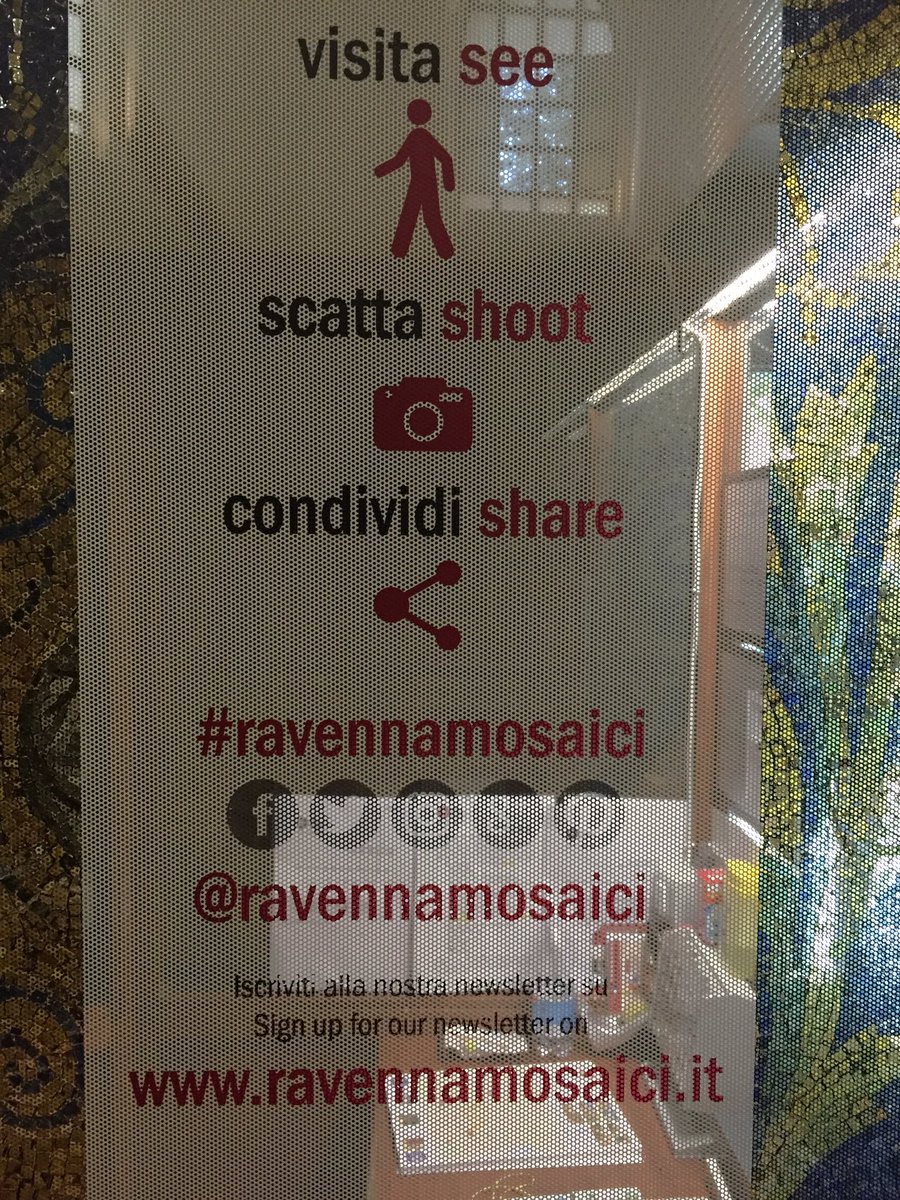 visita see
scatta shoot
condividi share
#ravennamosaici
@ravennamosaici
Iscriviti alla nostra newsletter su
Sign up for our newsletter on
www.ravennamosaici.it